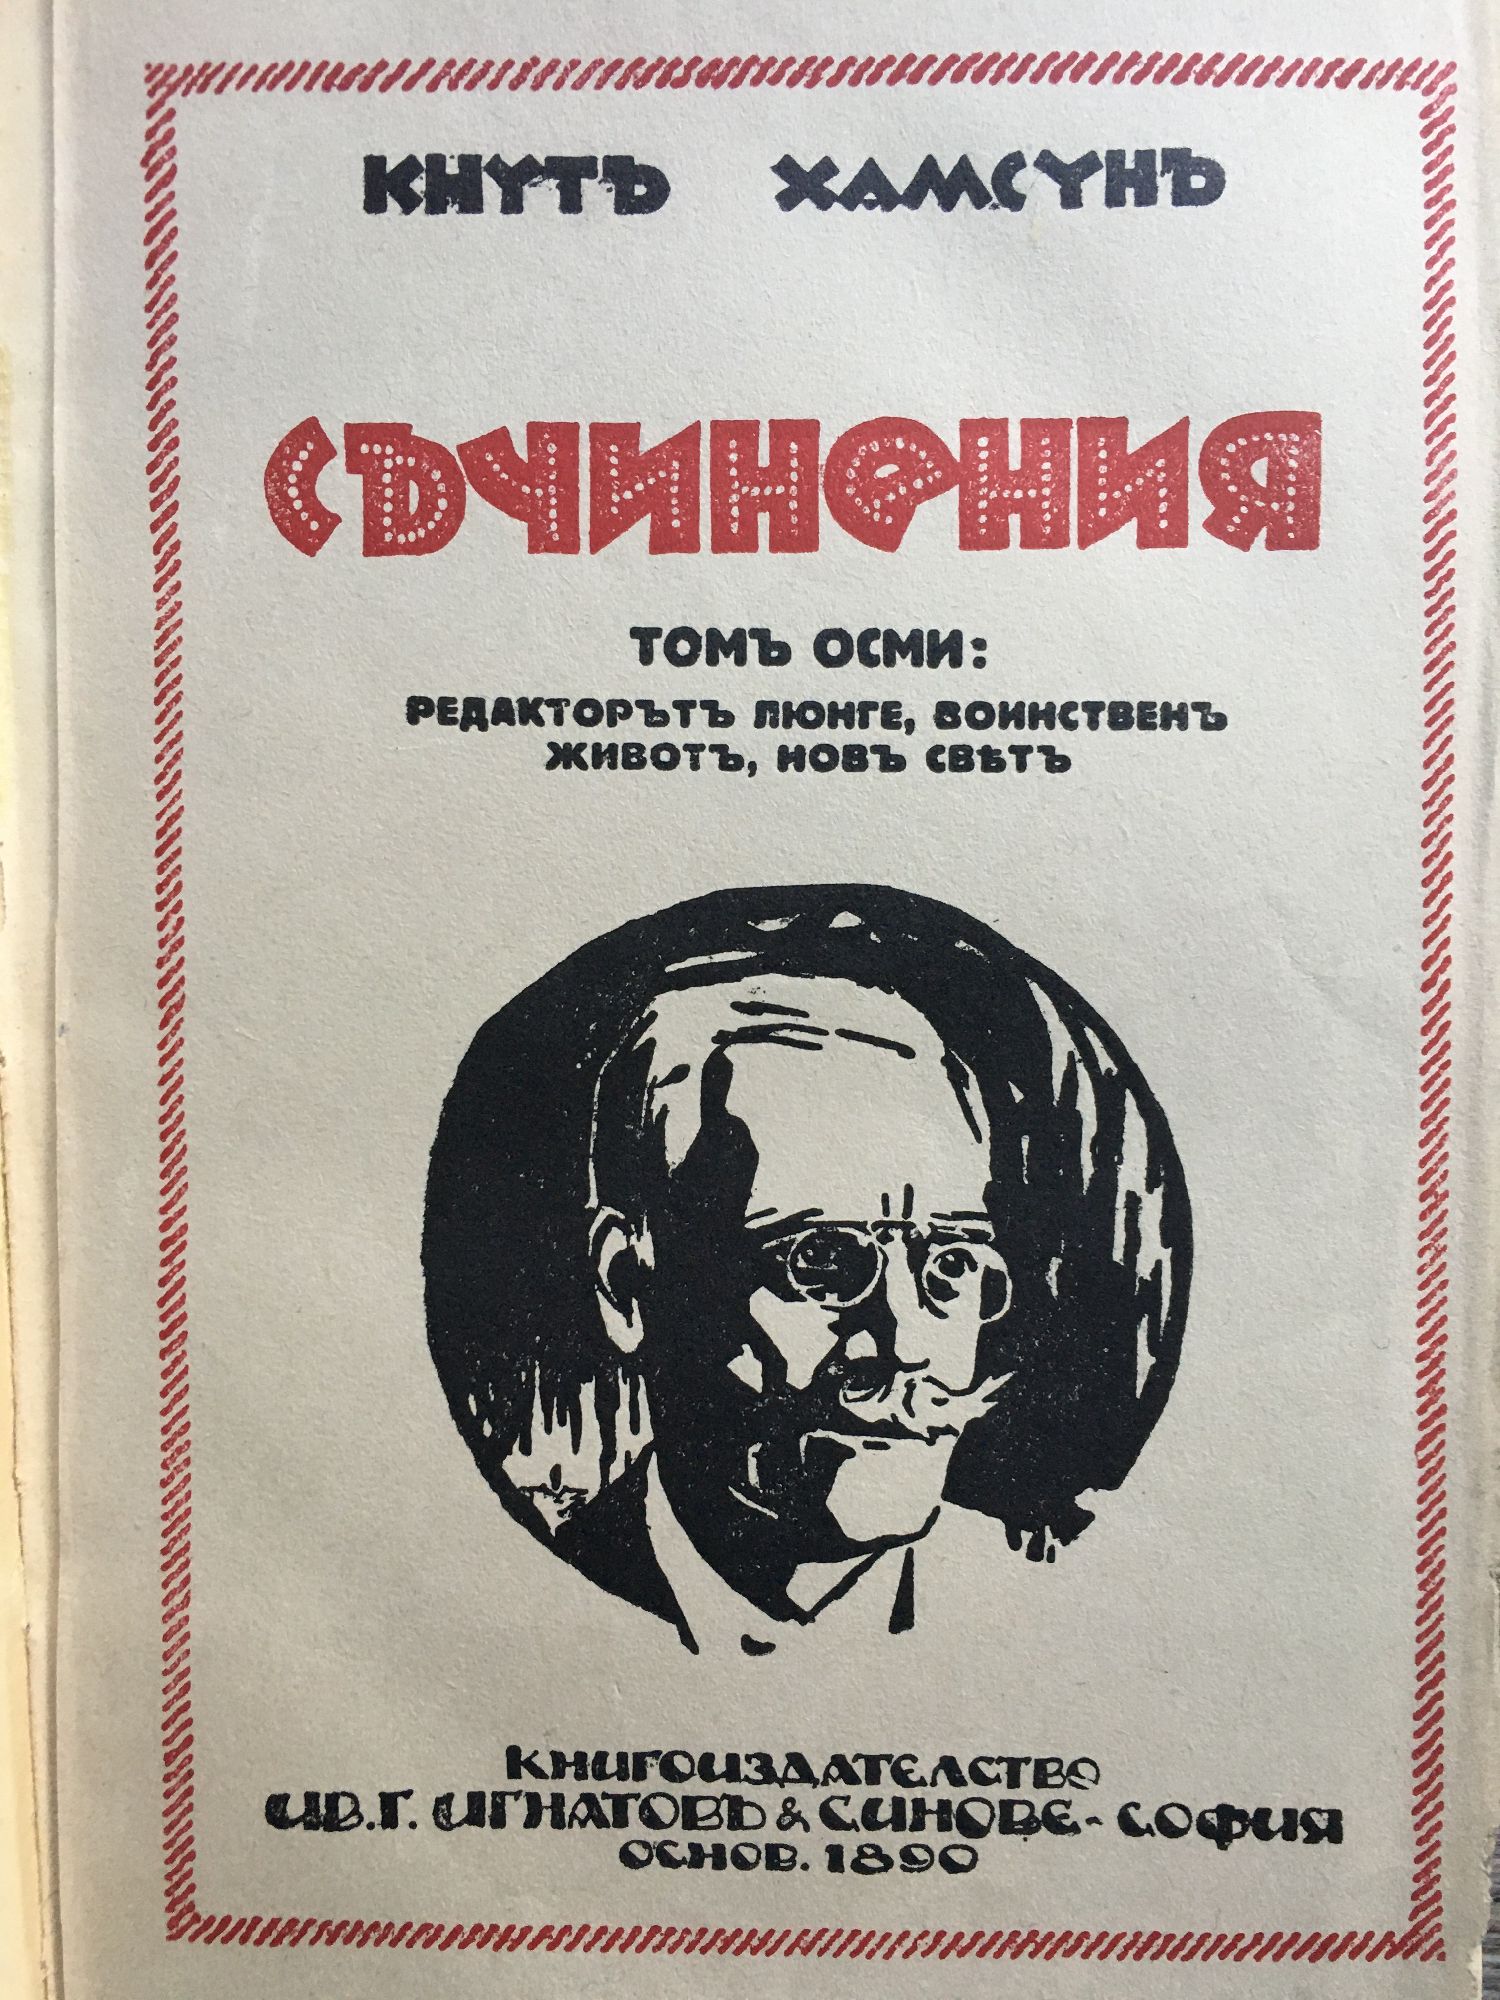 КНУТЪ ХАМСУНЪ
СЪЧИНЕНИЯ
ТОМЪ ОСМИ:
РЕДАКТОРЪТЪ ЛЮНГЕ, ВОИНСТВЕНЪ
ЖИВОТЪ, НОВЪ СВѢТЪ
КНИГОИЗДАТЕЛСТВО
ИВ. Г. ИГНАТОВЪ & СИНОВЕ - СОФИЯ
ОСНОВ. 1890